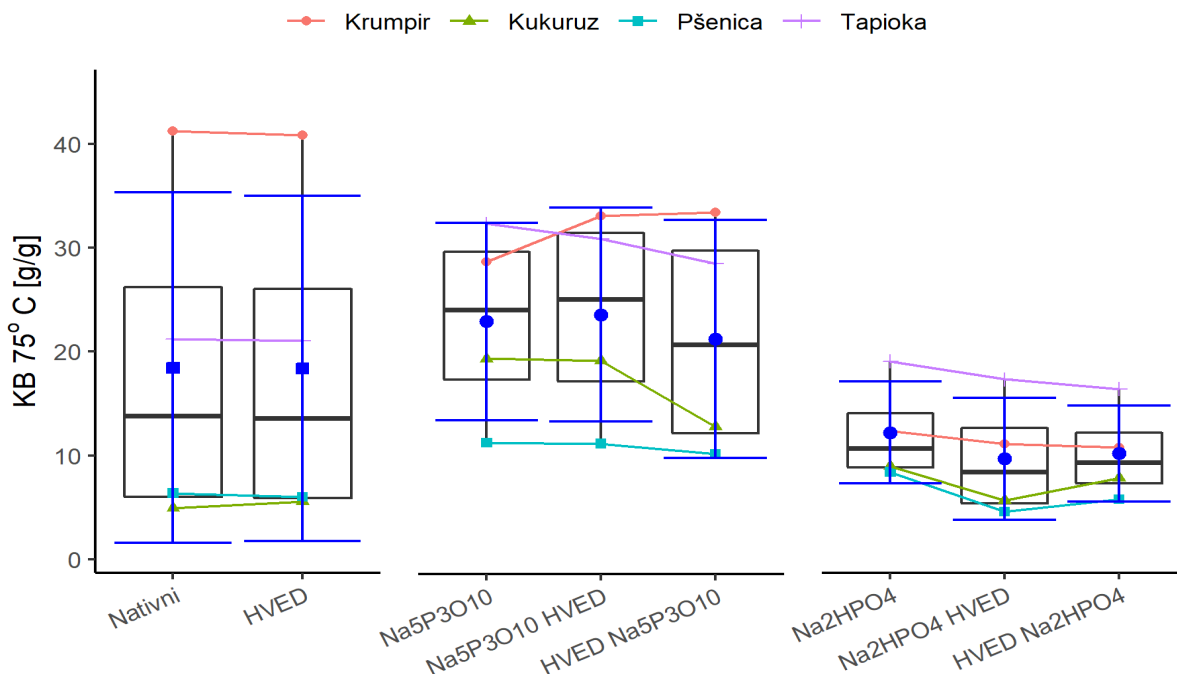 Krumpir Kukuruz Pšenica Tapioka
KB 75° C [g/g]
40
30
20
10
0
Nativni
HVED
Na5P3O10
Na5P3O10 HVED
HVED Na5P3O10
Na2HPO4
Na2HPO4 HVED
HVED Na2HPO4